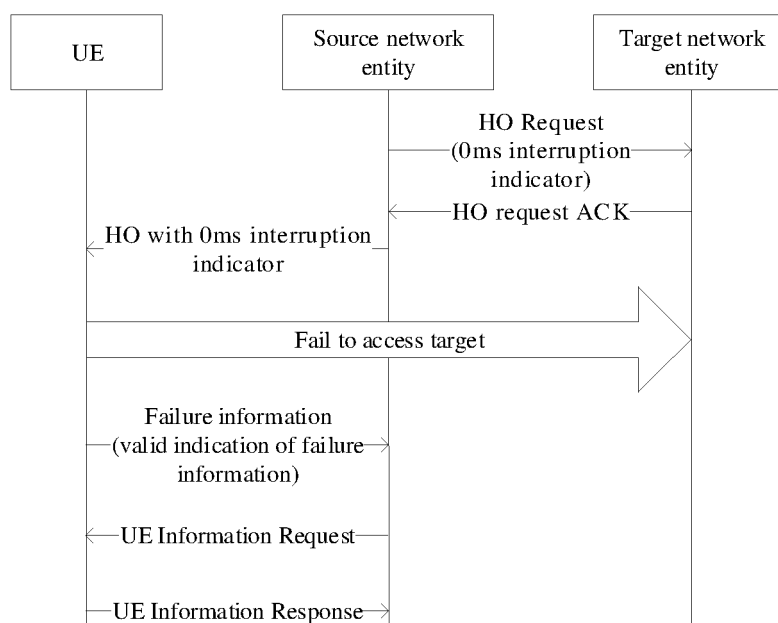 UE
Source network
entity
Target network
entity
HO Request
(0ms interruption
indicator)
HO request ACK
HO with 0ms interruption
indicator
Fail to access target
Failure information
(valid indication of failure
information)
UE Information Request
UE Information Response